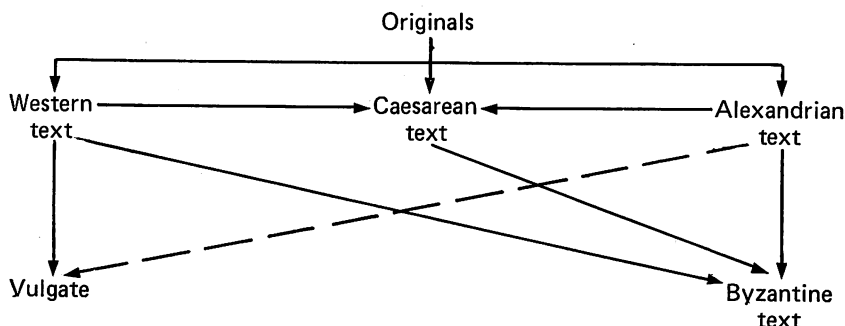 Originals
Western
text
Caesarean
text
Alexandrian
text
Vulgate
Byzantine
text